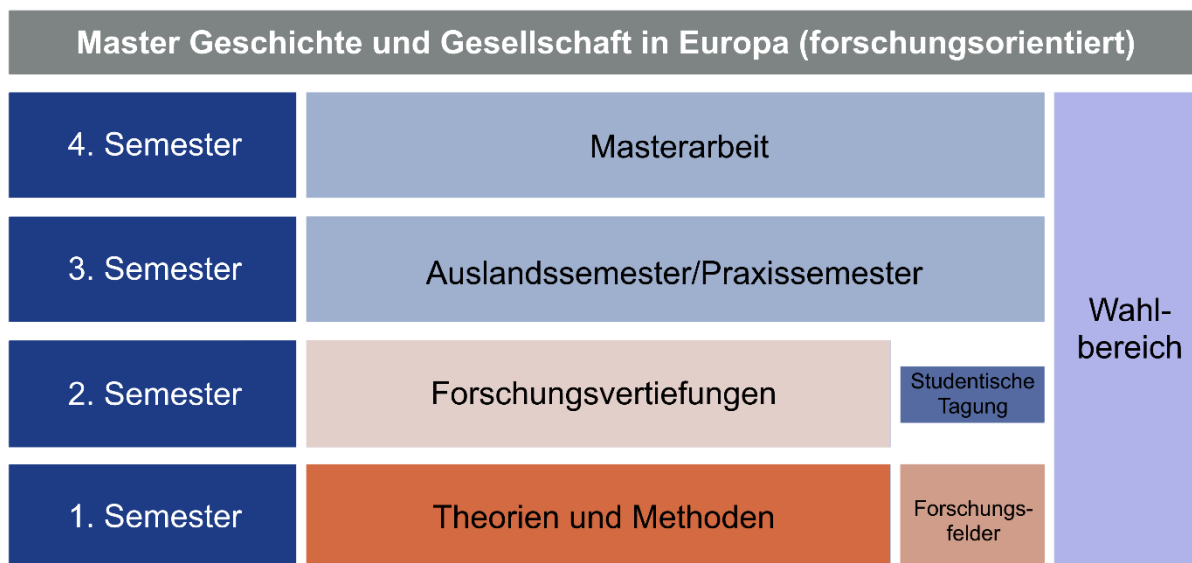 Master Geschichte und Gesellschaft in Europa (forschungsorientiert)
4. Semester
Masterarbeit
3. Semester
Auslandssemester/Praxissemester
Wahl-
bereich
2. Semester
Forschungsvertiefungen
Studentische
Tagung
1. Semester
Theorien und Methoden
Forschungs-
felder